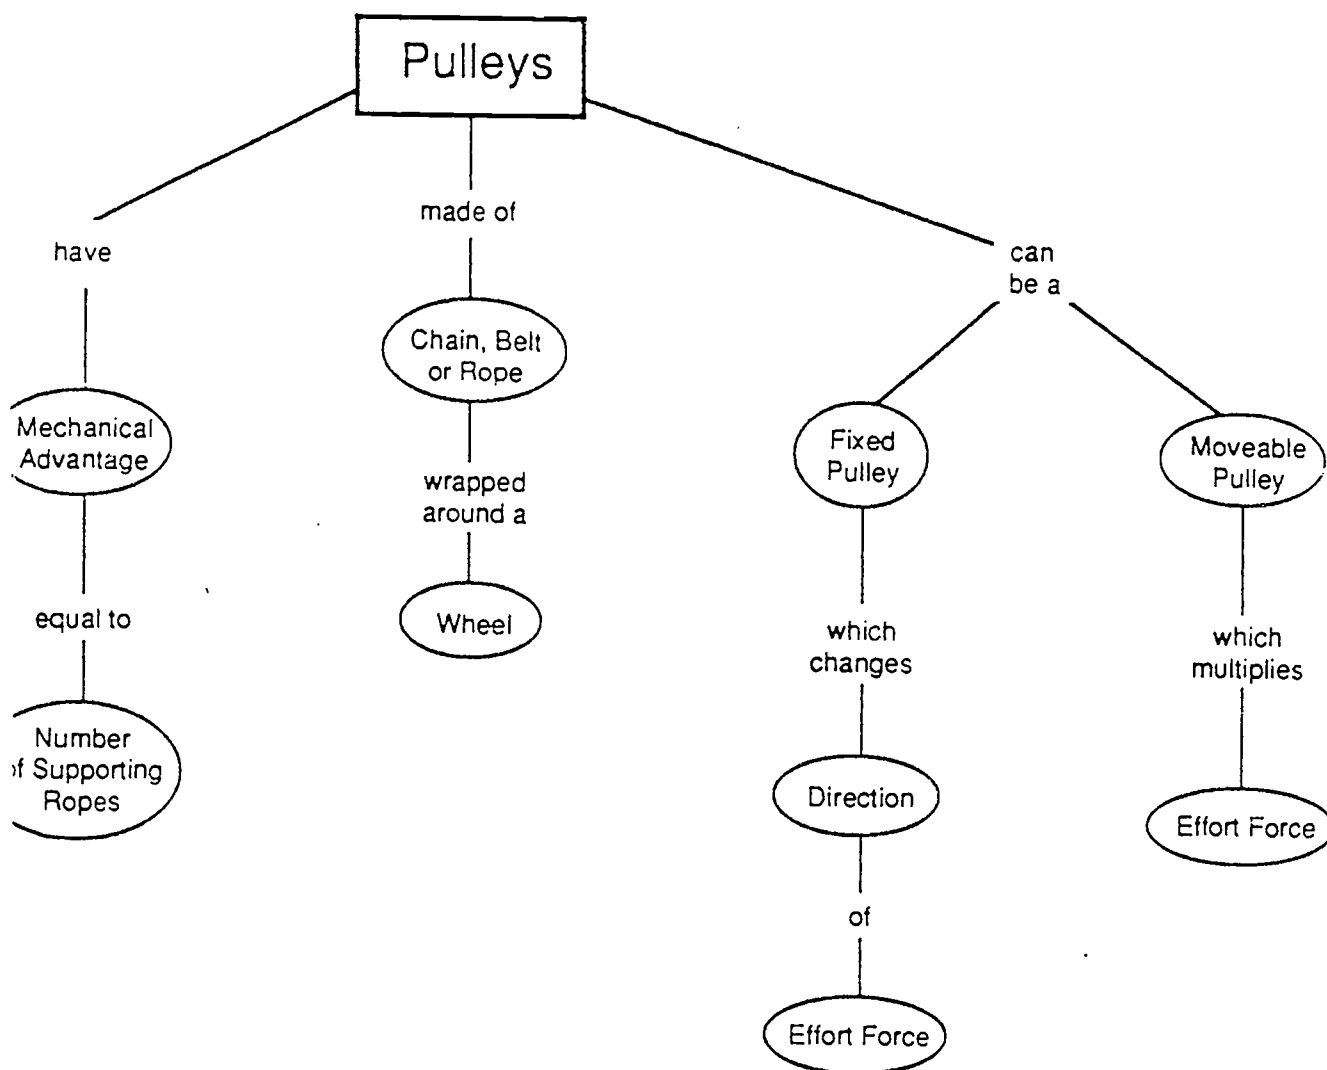 Pulleys
have
Mechanical
Advantage
equal to
Number
of Supporting
Ropes
made of
Chain, Belt
or Rope
wrapped
around a
Wheel
can
be a
Fixed
Pulley
which
changes
Direction
of
Effort Force
Moveable
Pulley
which
multiplies
Effort Force